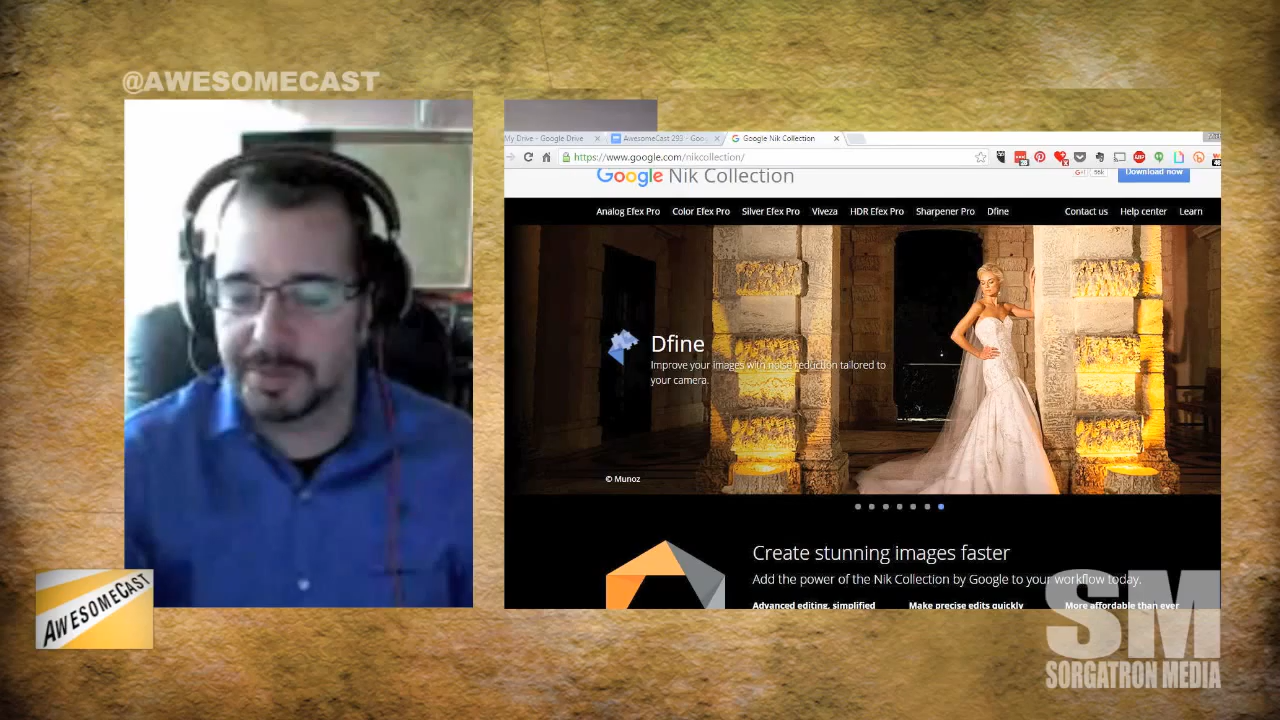 @AWESOMECAST
My Drive - Google Drive
AwesomeCast 293 - Goo
Google Nik Collection
https://www.google.com/nikcollection/
Google Nik Collection
Download now
Analog Efex Pro Color Efex Pro Silver Efex Pro Viveza HDR Efex Pro Sharpener Pro Dfine Contact us Help center Learn
Dfine
Improve your images with noise reduction tailored to
your camera.
© Munoz
Create stunning images faster
Add the power of the Nik Collection by Google to your workflow today.
Advanced editing, simplified Make precise edits quickly More affordable than ever
AWESOMECAST
SM
SORGATRON MEDIA